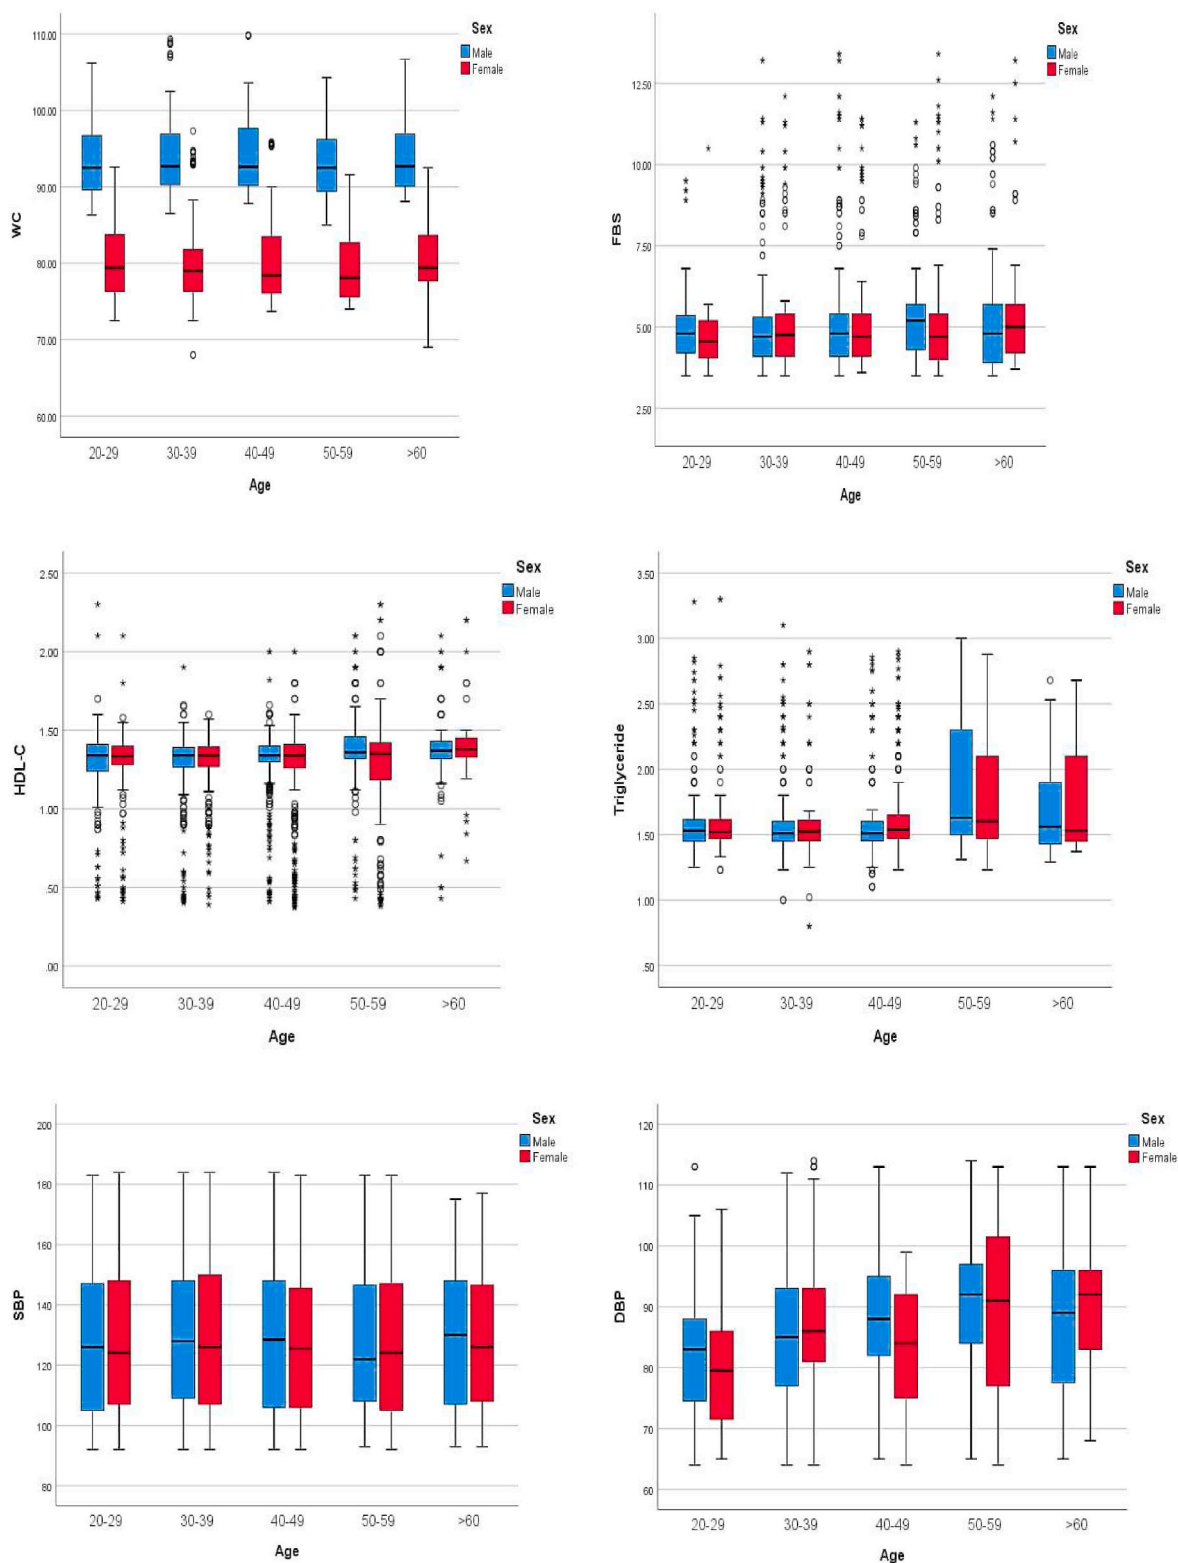 Sex
Male
Female
110.00
100.00
90.00
80.00
70.00
60.00
WC
20-29 30-39 40-49 50-59 >60
Age
Sex
Male
Female
12.50
10.00
7.50
5.00
2.50
FBS
20-29 30-39 40-49 50-59 >60
Age
Sex
Male
Female
2.50
2.00
1.50
1.00
.50
.00
HDL-C
20-29 30-39 40-49 50-59 >60
Age
Sex
Male
Female
3.50
3.00
2.50
2.00
1.50
1.00
.50
Triglyceride
20-29 30-39 40-49 50-59 >60
Age
Sex
Male
Female
200
180
160
140
120
100
80
SBP
20-29 30-39 40-49 50-59 >60
Age
Sex
Male
Female
120
110
100
90
80
70
60
DBP
20-29 30-39 40-49 50-59 >60
Age